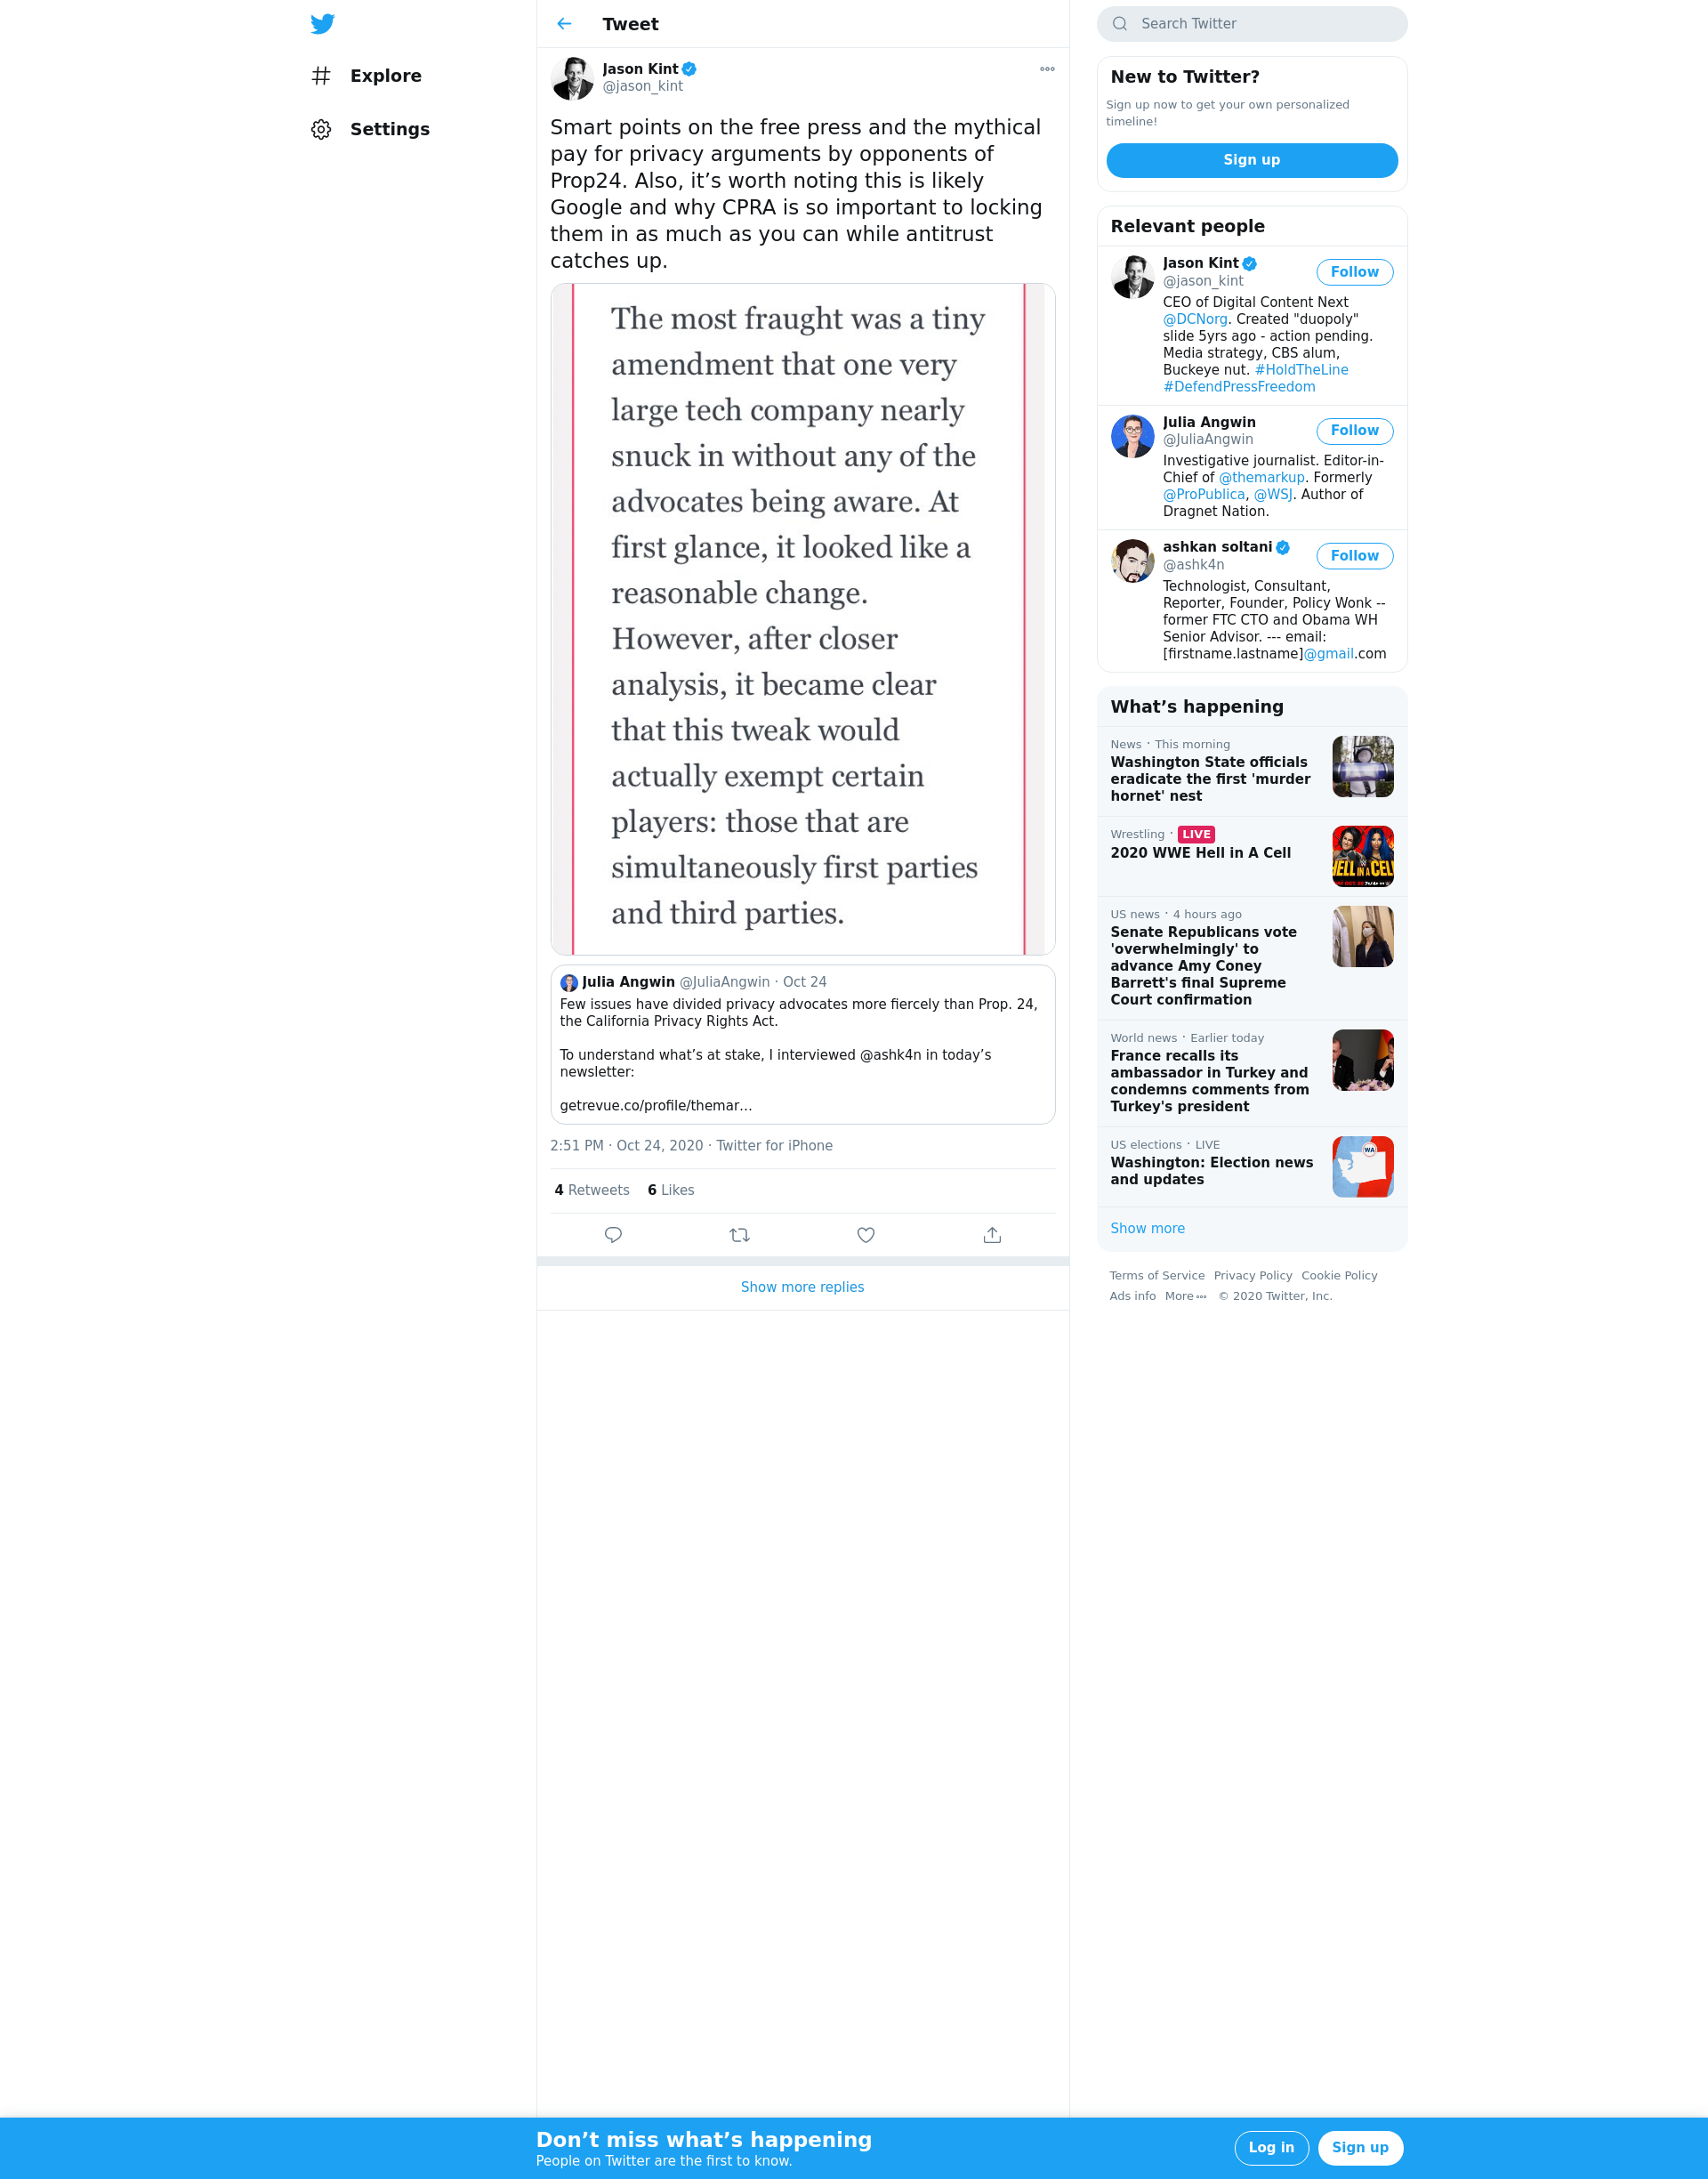 Explore
Settings
Tweet
Jason Kint
@jason_kint
Smart points on the free press and the mythical
pay for privacy arguments by opponents of
Prop24. Also, it’s worth noting this is likely
Google and why CPRA is so important to locking
them in as much as you can while antitrust
catches up.
The most fraught was a tiny
amendment that one very
large tech company nearly
snuck in without any of the
advocates being aware. At
first glance, it looked like a
reasonable change.
However, after closer
analysis, it became clear
that this tweak would
actually exempt certain
players: those that are
simultaneously first parties
and third parties.
Julia Angwin @JuliaAngwin · Oct 24
Few issues have divided privacy advocates more fiercely than Prop. 24,
the California Privacy Rights Act.
To understand what’s at stake, I interviewed @ashk4n in today’s
newsletter:
getrevue.co/profile/themar…
2:51 PM · Oct 24, 2020 · Twitter for iPhone
4 Retweets 6 Likes
Show more replies
Search Twitter
New to Twitter?
Sign up now to get your own personalized
timeline!
Sign up
Relevant people
Jason Kint
@jason_kint
Follow
CEO of Digital Content Next
@DCNorg. Created "duopoly"
slide 5yrs ago - action pending.
Media strategy, CBS alum,
Buckeye nut. #HoldTheLine
#DefendPressFreedom
Julia Angwin
@JuliaAngwin
Follow
Investigative journalist. Editor-in-
Chief of @themarkup. Formerly
@ProPublica, @WSJ. Author of
Dragnet Nation.
ashkan soltani
@ashk4n
Follow
Technologist, Consultant,
Reporter, Founder, Policy Wonk --
former FTC CTO and Obama WH
Senior Advisor. --- email:
[firstname.lastname]@gmail.com
What’s happening
News · This morning
Washington State officials
eradicate the first 'murder
hornet' nest
Wrestling · LIVE
2020 WWE Hell in A Cell
HELL IN A CELL
US news · 4 hours ago
Senate Republicans vote
'overwhelmingly' to
advance Amy Coney
Barrett's final Supreme
Court confirmation
World news · Earlier today
France recalls its
ambassador in Turkey and
condemns comments from
Turkey's president
US elections · LIVE
Washington: Election news
and updates
WA
Show more
Terms of Service Privacy Policy Cookie Policy
Ads info More © 2020 Twitter, Inc.
Don’t miss what’s happening
People on Twitter are the first to know.
Log in
Sign up